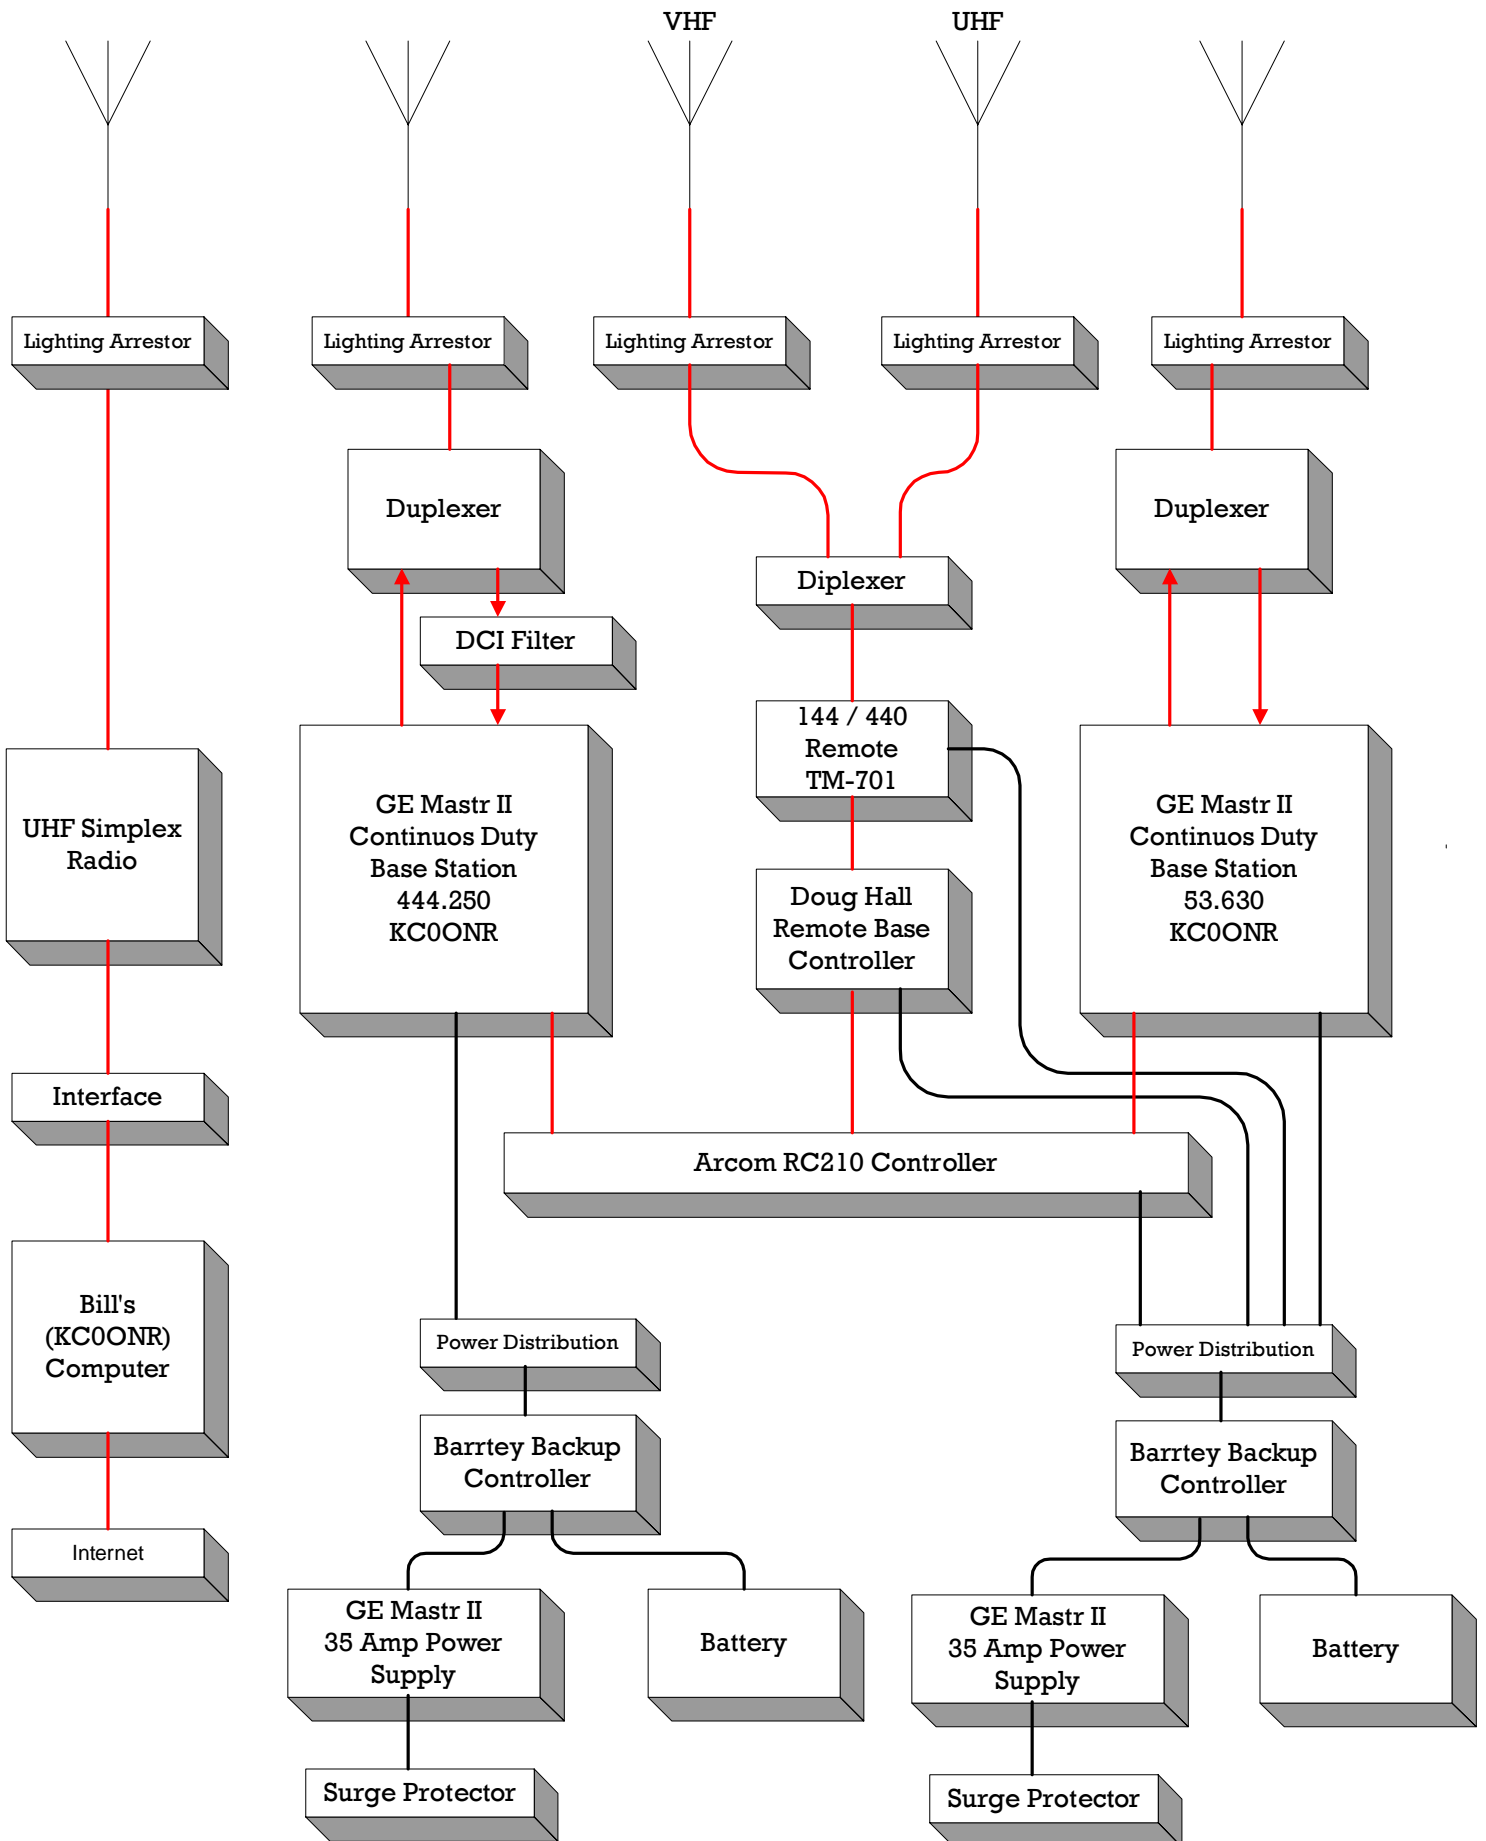 VHF
UHF
Lighting Arrestor
Lighting Arrestor
Lighting Arrestor
Lighting Arrestor
Lighting Arrestor
Duplexer
Duplexer
Diplexer
DCI Filter
144 / 440
Remote
TM-701
UHF Simplex
Radio
GE Mastr II
Continuos Duty
Base Station
444.250
KC0ONR
Doug Hall
Remote Base
Controller
GE Mastr II
Continuos Duty
Base Station
53.630
KC0ONR
Interface
Arcom RC210 Controller
Bill's
(KC0ONR)
Computer
Power Distribution
Power Distribution
Barrtey Backup
Controller
Barrtey Backup
Controller
Internet
GE Mastr II
35 Amp Power
Supply
Battery
GE Mastr II
35 Amp Power
Supply
Battery
Surge Protector
Surge Protector